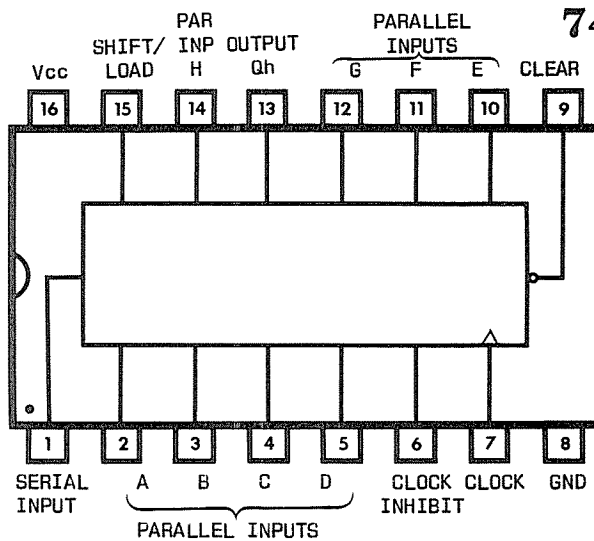 74
PAR
SHIFT/ INP OUTPUT PARALLEL INPUTS
Vcc LOAD H Qh G F E CLEAR
16 15 14 13 12 11 10 9
1 2 3 4 5 6 7 8
SERIAL INPUT A B C D CLOCK INHIBIT CLOCK GND
PARALLEL INPUTS